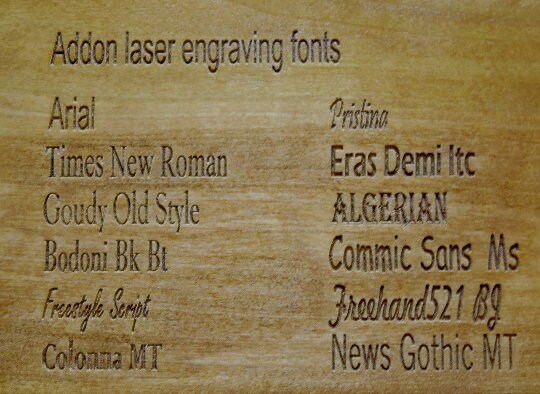 Addon laser engraving fonts
Arial
Times New Roman
Goudy Old Style
Bodoni Bk Bt
Freestyle Script
Colonna MT
Pristina
Eras Demi Itc
ALGERIAN
Commic Sans Ms
Freehand521 BJ
News Gothic MT